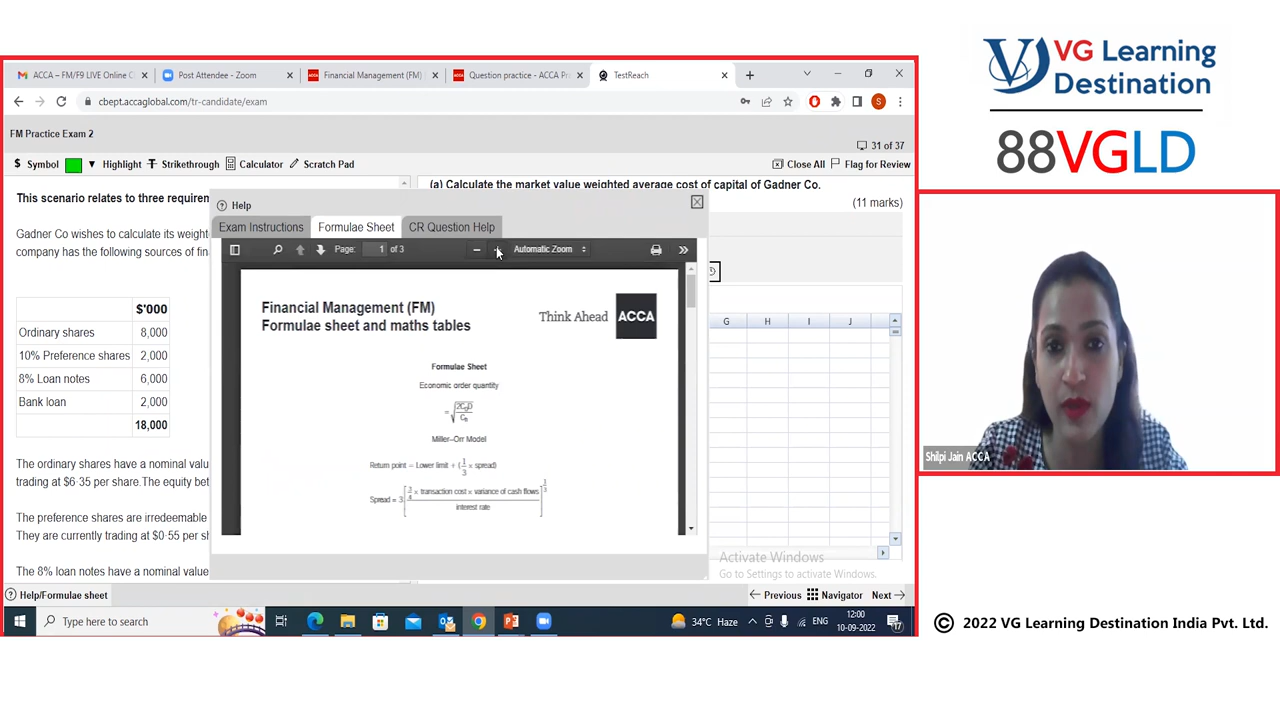 ACCA – FM/F9 LIVE Online C
Post Attendee - Zoom
Financial Management (FM)
Question practice - ACCA Pr
TestReach
cbept.accaglobal.com/tr-candidate/exam
FM Practice Exam 2
31 of 37
$ Symbol
Highlight
Strikethrough
Calculator
Scratch Pad
Close All
Flag for Review
This scenario relates to three requirem
Gadner Co wishes to calculate its weight
company has the following sources of fin
$'000
Ordinary shares 8,000
10% Preference shares 2,000
8% Loan notes 6,000
Bank loan 2,000
18,000
The ordinary shares have a nominal valu
trading at $6·35 per share.The equity bet
The preference shares are irredeemable
They are currently trading at $0·55 per sh
The 8% loan notes have a nominal value
(a) Calculate the market value weighted average cost of capital of Gadner Co.
(11 marks)
Help
Exam Instructions
Formulae Sheet
CR Question Help
Page: 1 of 3
Automatic Zoom
Financial Management (FM)
Formulae sheet and maths tables
Think Ahead ACCA
Formulae Sheet
Economic order quantity
= √(2C₀D / Cₕ)
Miller–Orr Model
Return point = Lower limit + (1/3 × spread)
Spread = 3 [ (3/4 × transaction cost × variance of cash flows) / interest rate ]^1/3
G H I J
Activate Windows
Go to Settings to activate Windows.
Help/Formulae sheet
Previous
Navigator
Next
Type here to search
34°C Haze
ENG
12:00
10-09-2022
17
VG Learning
Destination
88VGLD
Shilpi Jain ACCA
© 2022 VG Learning Destination India Pvt. Ltd.